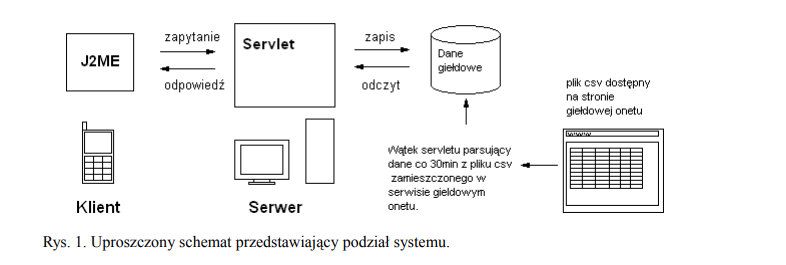 J2ME
zapytanie
odpowiedź
Servlet
zapis
odczyt
Dane
giełdowe
plik csv dostępny
na stronie
giełdowej onetu
WWW
Wątek servletu parsujący
dane co 30min z pliku csv
zamieszczonego w
serwisie giełdowym
onetu.
Klient
Serwer
Rys. 1. Uproszczony schemat przedstawiający podział systemu.